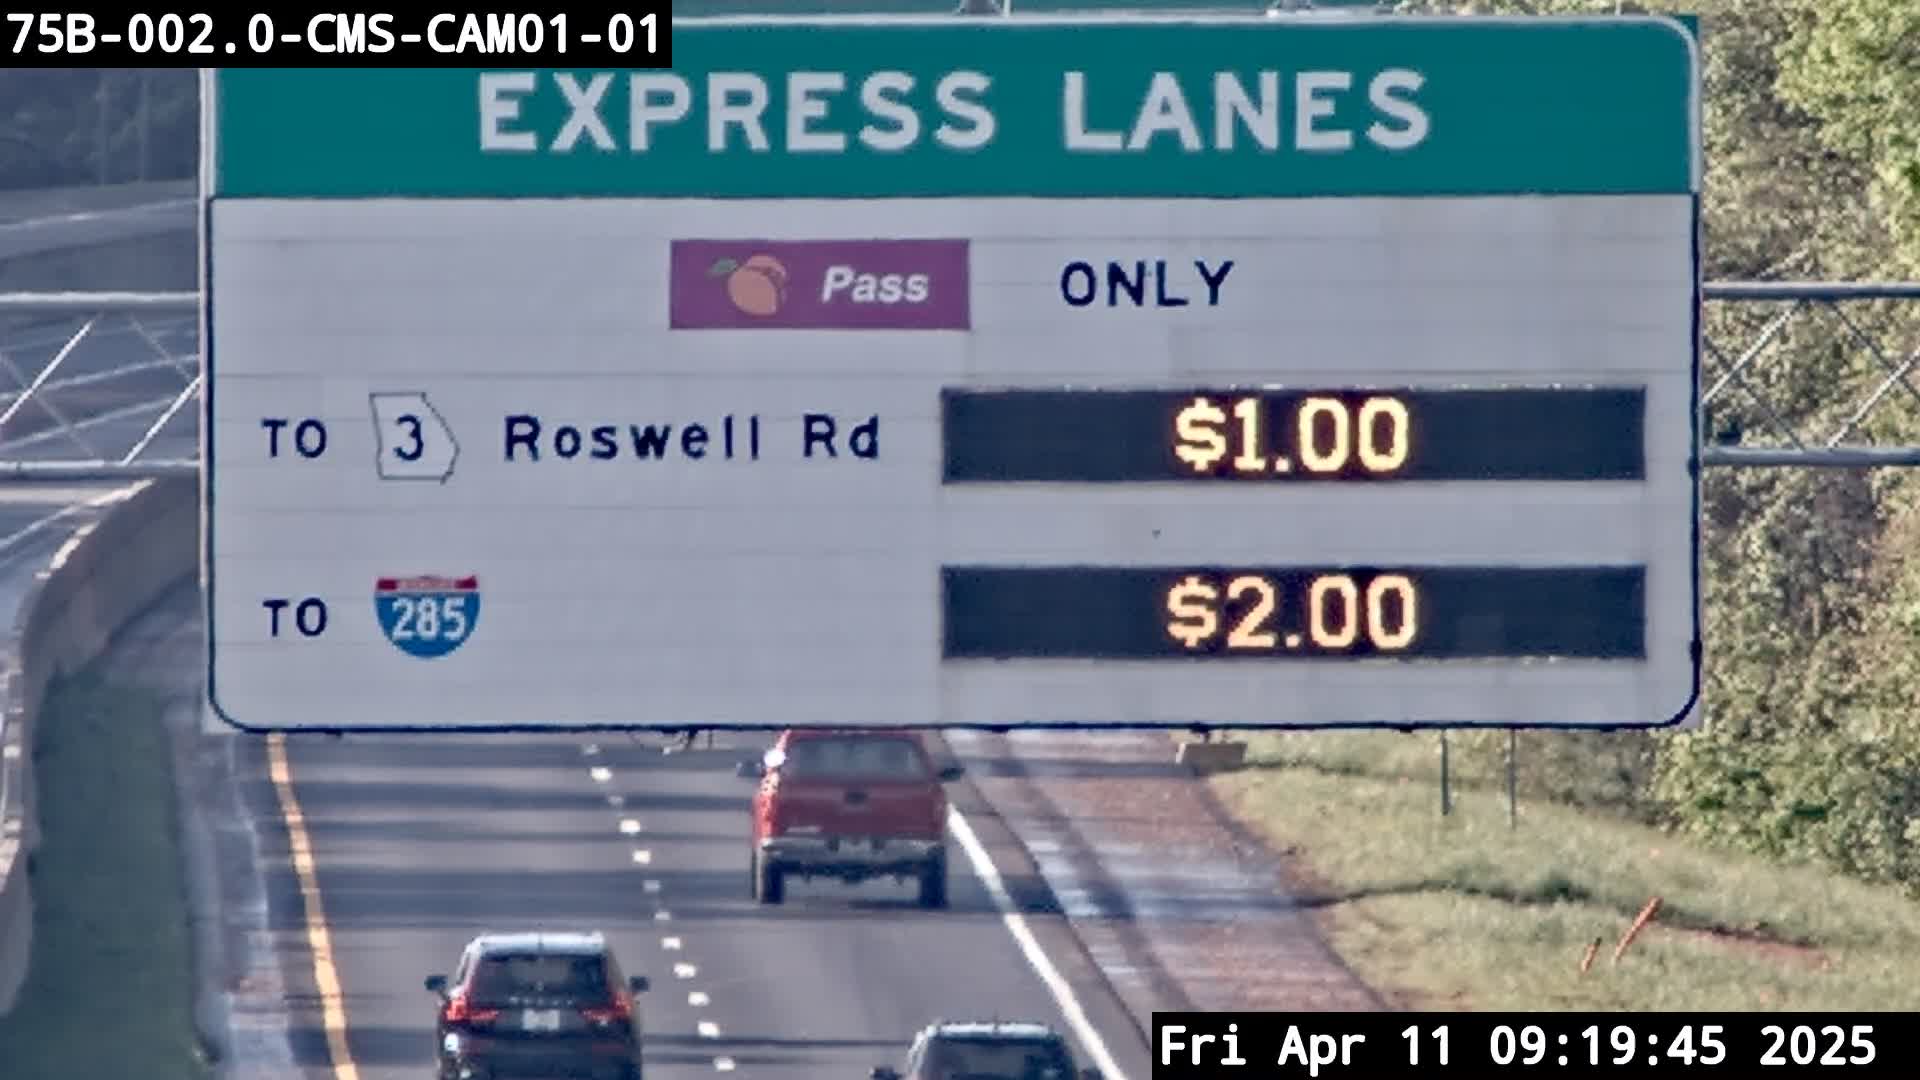 75B-002.0-CMS-CAM01-01
EXPRESS LANES
Pass ONLY
TO 3 Roswell Rd $1.00
TO 285 $2.00
Fri Apr 11 09:19:45 2025